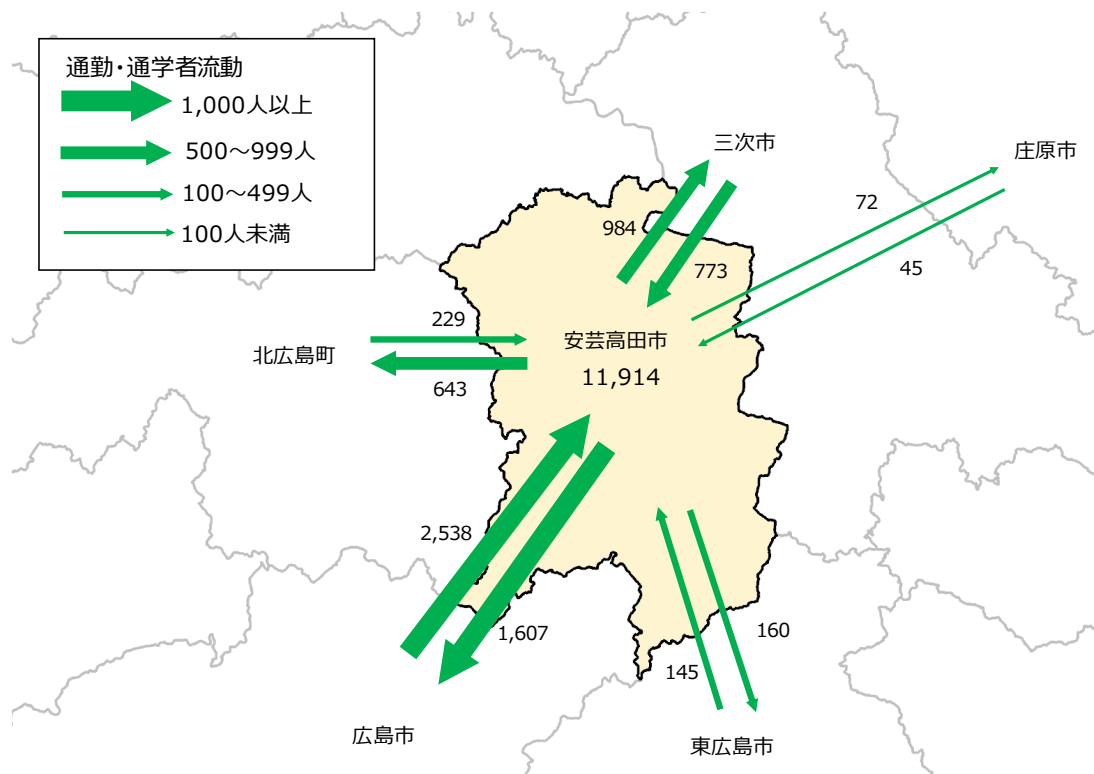 通勤・通学者流動
1,000人以上
500～999人
100～499人
100人未満
三次市
庄原市
72
984
45
773
229
安芸高田市
北広島町
11,914
643
2,538
1,607
160
145
広島市
東広島市